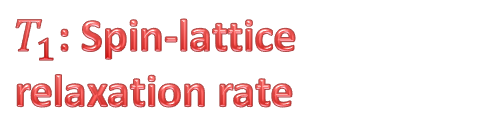 T₁: Spin-lattice
relaxation rate